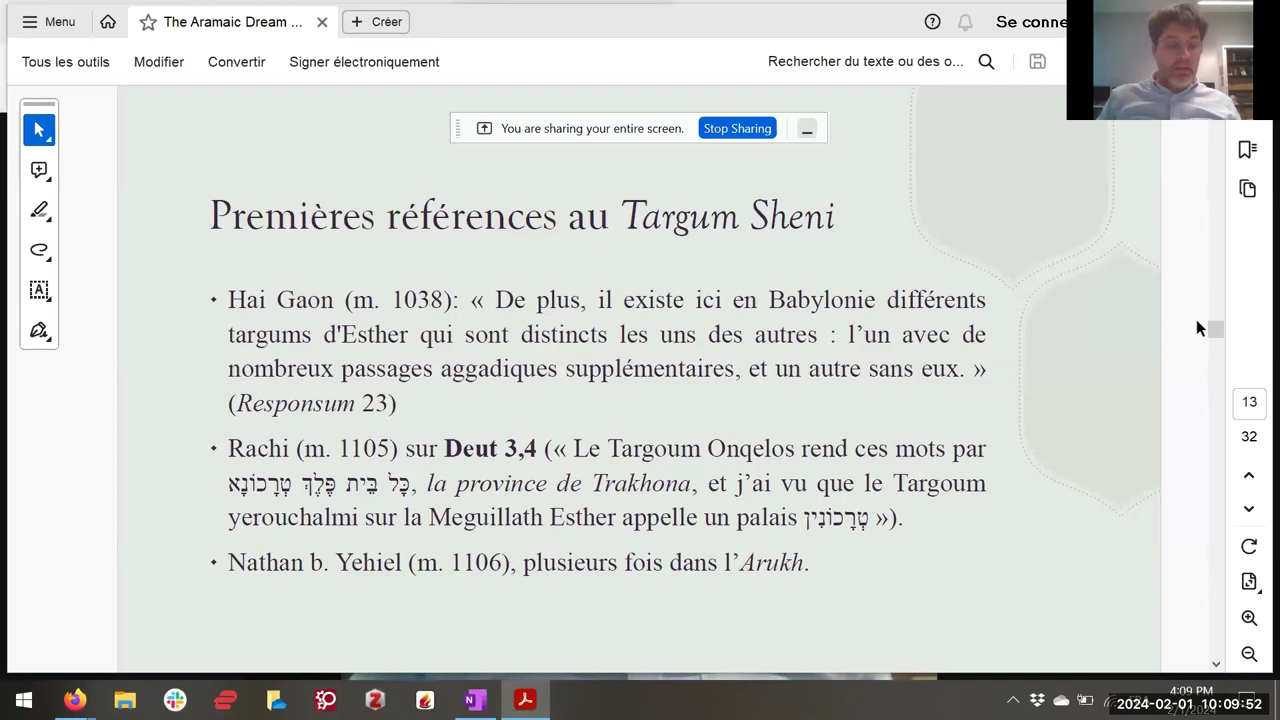 Menu
The Aramaic Dream ...
Créer
Se conne
Tous les outils
Modifier
Convertir
Signer électroniquement
Rechercher du texte ou des o...
You are sharing your entire screen.
Stop Sharing
Premières références au Targum Sheni
• Hai Gaon (m. 1038): « De plus, il existe ici en Babylonie différents
targums d'Esther qui sont distincts les uns des autres : l’un avec de
nombreux passages aggadiques supplémentaires, et un autre sans eux. »
(Responsum 23)
• Rachi (m. 1105) sur Deut 3,4 (« Le Targoum Onqelos rend ces mots par
כָּל בֵּית פֶּלֶךְ טְרָכוֹנָא, la province de Trakhona, et j’ai vu que le Targoum
yerouchalmi sur la Meguillath Esther appelle un palais טְרָכוֹנִין »).
• Nathan b. Yehiel (m. 1106), plusieurs fois dans l’Arukh.
13
32
4:09 PM
2024-02-01 10:09:52